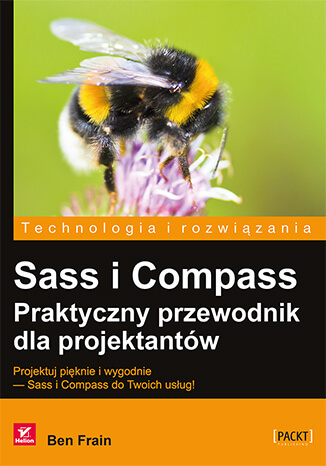 Technologia i rozwiązania
Sass i Compass
Praktyczny przewodnik
dla projektantów
Projektuj pięknie i wygodnie
— Sass i Compass do Twoich usług!
Helion
Ben Frain
[PACKT]
PUBLISHING